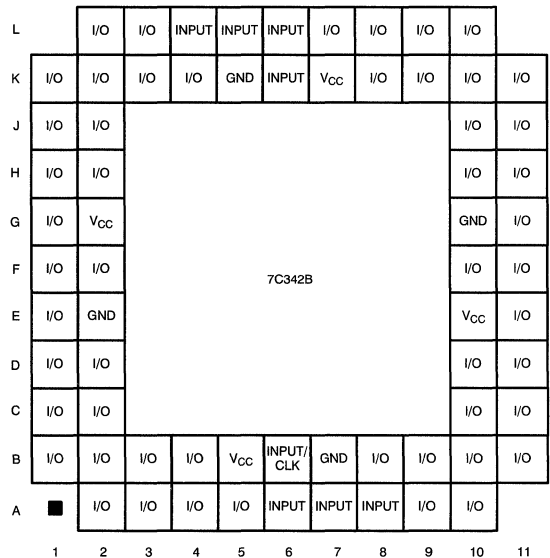 L I/O I/O INPUT INPUT INPUT I/O I/O I/O I/O
K I/O I/O I/O I/O GND INPUT VCC I/O I/O I/O I/O
J I/O I/O I/O I/O
H I/O I/O I/O I/O
G I/O VCC GND I/O
F I/O I/O I/O I/O
7C342B
E I/O GND VCC I/O
D I/O I/O I/O I/O
C I/O I/O I/O I/O
B I/O I/O I/O I/O VCC INPUT/ CLK GND I/O I/O I/O I/O
A I/O I/O I/O I/O INPUT INPUT INPUT I/O I/O
1 2 3 4 5 6 7 8 9 10 11